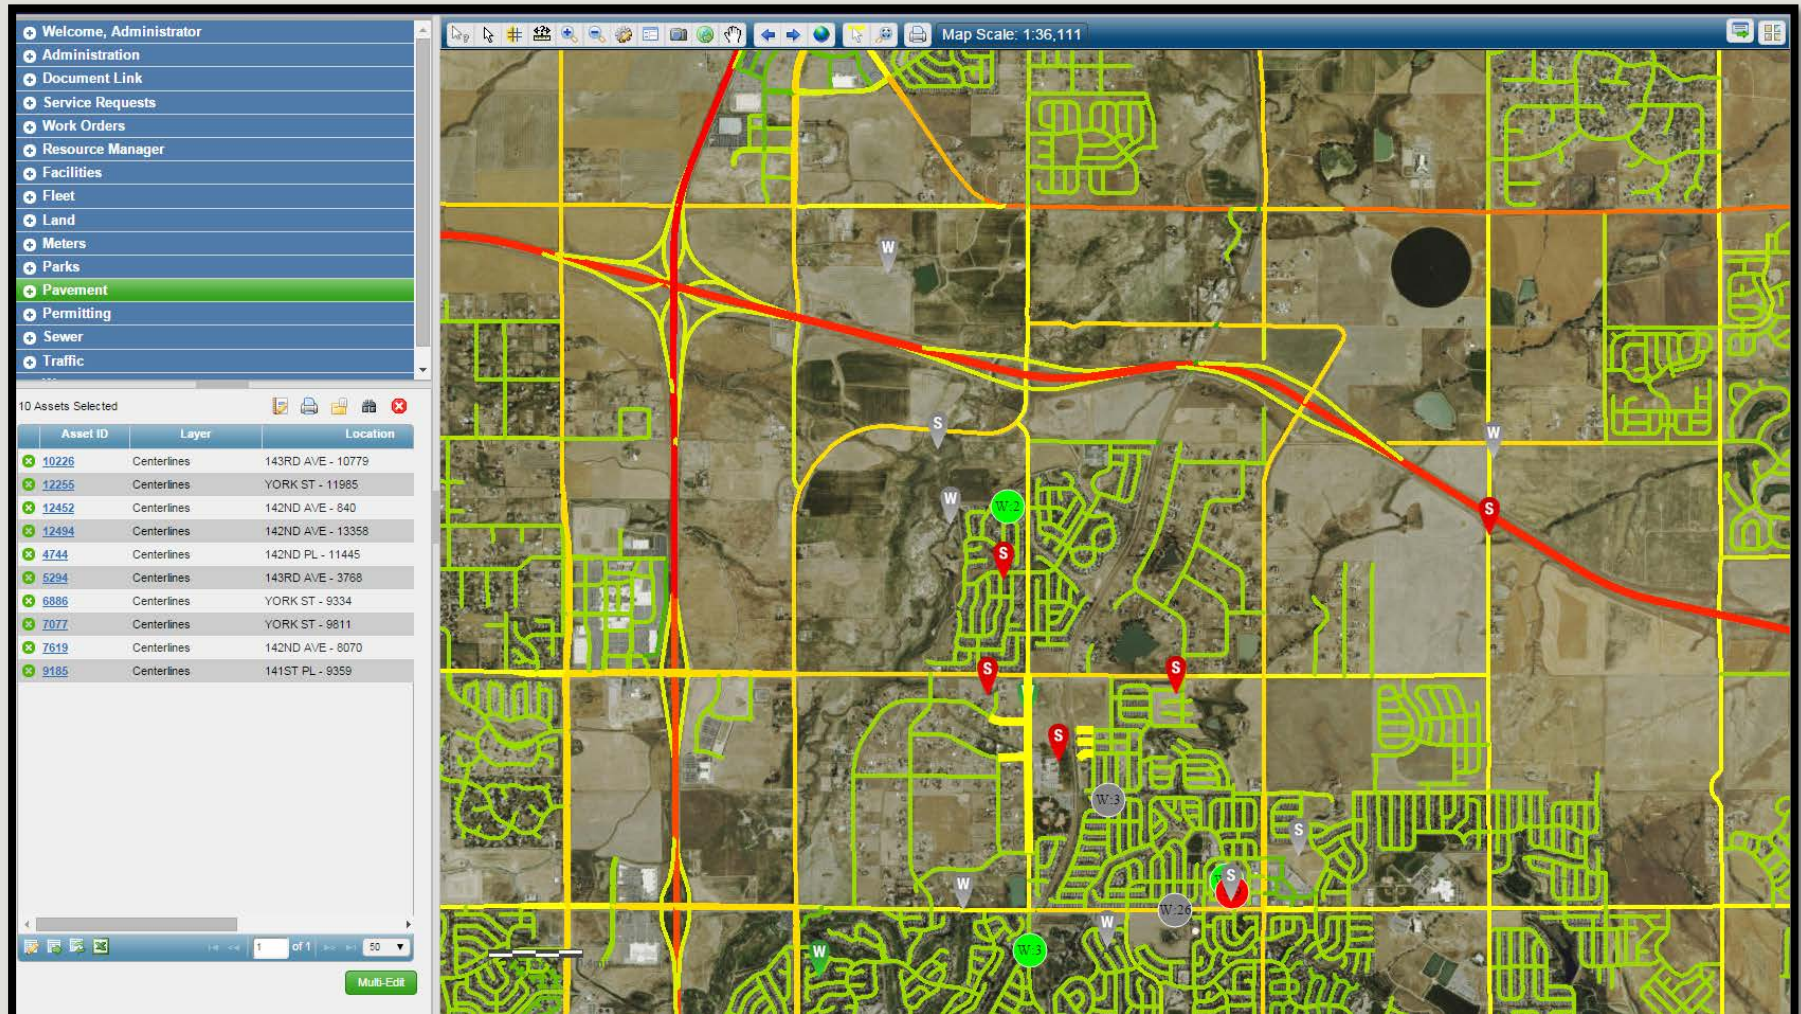 Welcome, Administrator
Administration
Document Link
Service Requests
Work Orders
Resource Manager
Facilities
Fleet
Land
Meters
Parks
Pavement
Permitting
Sewer
Traffic
10 Assets Selected
Asset ID Layer Location
10226 Centerlines 143RD AVE - 10779
12255 Centerlines YORK ST - 11985
12452 Centerlines 142ND AVE - 840
12494 Centerlines 142ND AVE - 13358
4744 Centerlines 142ND PL - 11445
5294 Centerlines 143RD AVE - 3768
6886 Centerlines YORK ST - 9334
7077 Centerlines YORK ST - 9811
7619 Centerlines 142ND AVE - 8070
9185 Centerlines 141ST PL - 9359
1 of 1 50
Multi-Edit
Map Scale: 1:36,111
W
S
W
W
W:2
S
S
S
S
S
W:3
S
S
W
W:26
W
W
W:3